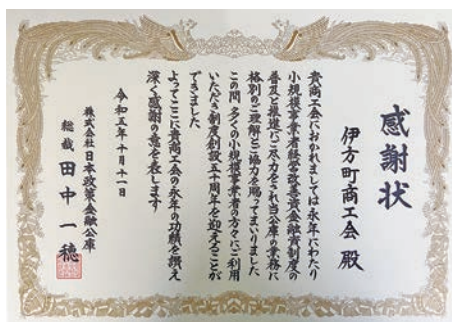 感謝状
伊方町商工会 殿
貴商工会におかれましては永年にわたり
小規模事業者経営改善資金融資制度の
普及と推進にご尽力をされ当公庫の業務に
格別のご理解とご協力を賜ってまいりました
この間 多くの小規模事業者の方々にご利用
いただき制度創設五十周年を迎えることが
できました
よってここに貴商工会の永年の功績を讃え
深く感謝の意を表します
令和五年十月十一日
株式会社日本政策金融公庫
総裁 田中一穂